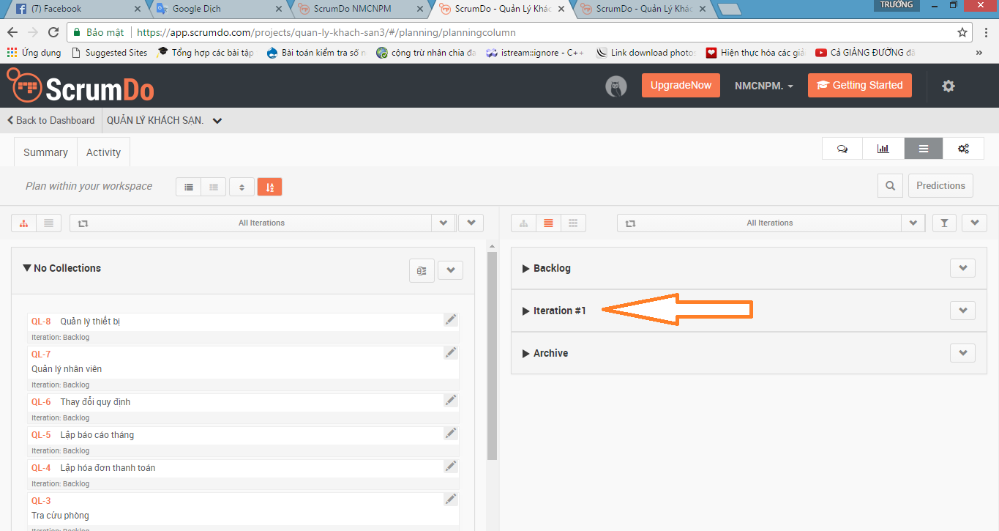 (7) Facebook
Google Dịch
ScrumDo NMCNPM
ScrumDo - Quản Lý Khác
ScrumDo - Quản Lý Khác
TRƯỜNG
Bảo mật
https://app.scrumdo.com/projects/quan-ly-khach-san3/#/planning/planningcolumn
Ứng dụng
Suggested Sites
Tổng hợp các bài tập
Bài toán kiểm tra số n
cộng trừ nhân chia đa
istream::ignore - C++
Link download photos
Hiện thực hóa các giả
Cả GIẢNG ĐƯỜNG đã
»
ScrumDo
UpgradeNow
NMCNPM.
Getting Started
Back to Dashboard
QUẢN LÝ KHÁCH SẠN.
Summary
Activity
Plan within your workspace
Predictions
All Iterations
All Iterations
No Collections
QL-8 Quản lý thiết bị
Iteration: Backlog
QL-7
Quản lý nhân viên
Iteration: Backlog
QL-6 Thay đổi quy định
Iteration: Backlog
QL-5 Lập báo cáo tháng
Iteration: Backlog
QL-4 Lập hóa đơn thanh toán
Iteration: Backlog
QL-3
Tra cứu phòng
Iteration: Backlog
Backlog
Iteration #1
Archive